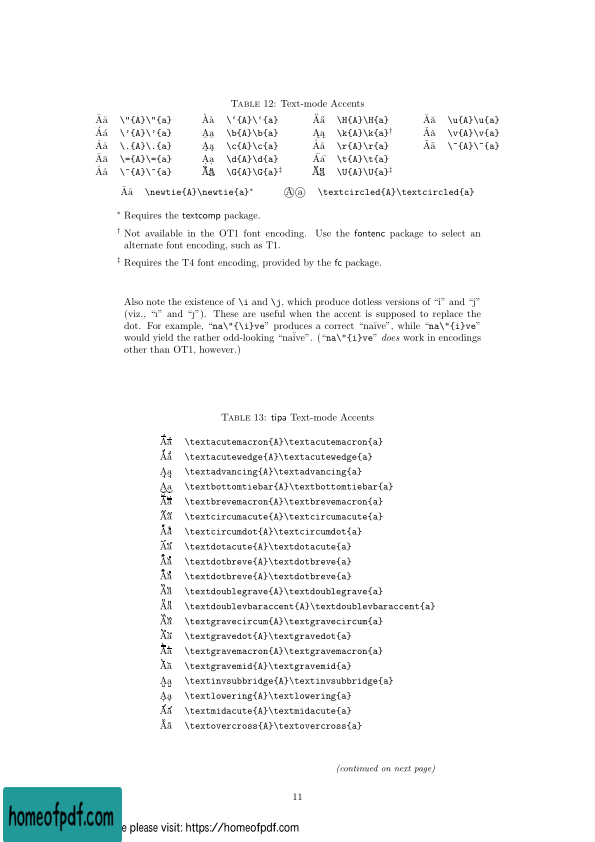 TABLE 12: Text-mode Accents
Ää \"{A}\"{a} Àà \`{A}\`{a} A̋a̋ \H{A}\H{a} Ăă \u{A}\u{a}
Áá \'{A}\'{a} A̱a̱ \b{A}\b{a} Ąą \k{A}\k{a}† Ǎǎ \v{A}\v{a}
Ȧȧ \.{A}\.{a} A̧a̧ \c{A}\c{a} Åå \r{A}\r{a} Ãã \~{A}\~{a}
Āā \={A}\={a} Ạạ \d{A}\d{a} A͡a͡ \t{A}\t{a}
Ââ \^{A}\^{a} \G{A}\G{a}‡ \U{A}\U{a}‡
\newtie{A}\newtie{a}* Ⓐⓐ \textcircled{A}\textcircled{a}
* Requires the textcomp package.
† Not available in the OT1 font encoding. Use the fontenc package to select an
alternate font encoding, such as T1.
‡ Requires the T4 font encoding, provided by the fc package.
Also note the existence of \i and \j, which produce dotless versions of “i” and “j”
(viz., “ı” and “ȷ”). These are useful when the accent is supposed to replace the
dot. For example, “na\"{\i}ve” produces a correct “naïve”, while “na\"{i}ve”
would yield the rather odd-looking “nai̇̈ve”. (“na\"{i}ve” does work in encodings
other than OT1, however.)
TABLE 13: tipa Text-mode Accents
\textacutemacron{A}\textacutemacron{a}
\textacutewedge{A}\textacutewedge{a}
\textadvancing{A}\textadvancing{a}
\textbottomtiebar{A}\textbottomtiebar{a}
\textbrevemacron{A}\textbrevemacron{a}
\textcircumacute{A}\textcircumacute{a}
\textcircumdot{A}\textcircumdot{a}
\textdotacute{A}\textdotacute{a}
\textdotbreve{A}\textdotbreve{a}
\textdotbreve{A}\textdotbreve{a}
\textdoublegrave{A}\textdoublegrave{a}
\textdoublevbaraccent{A}\textdoublevbaraccent{a}
\textgravecircum{A}\textgravecircum{a}
\textgravedot{A}\textgravedot{a}
\textgravemacron{A}\textgravemacron{a}
\textgravemid{A}\textgravemid{a}
\textinvsubbridge{A}\textinvsubbridge{a}
\textlowering{A}\textlowering{a}
\textmidacute{A}\textmidacute{a}
\textovercross{A}\textovercross{a}
(continued on next page)
11
homeofpdf.com
e please visit: https://homeofpdf.com